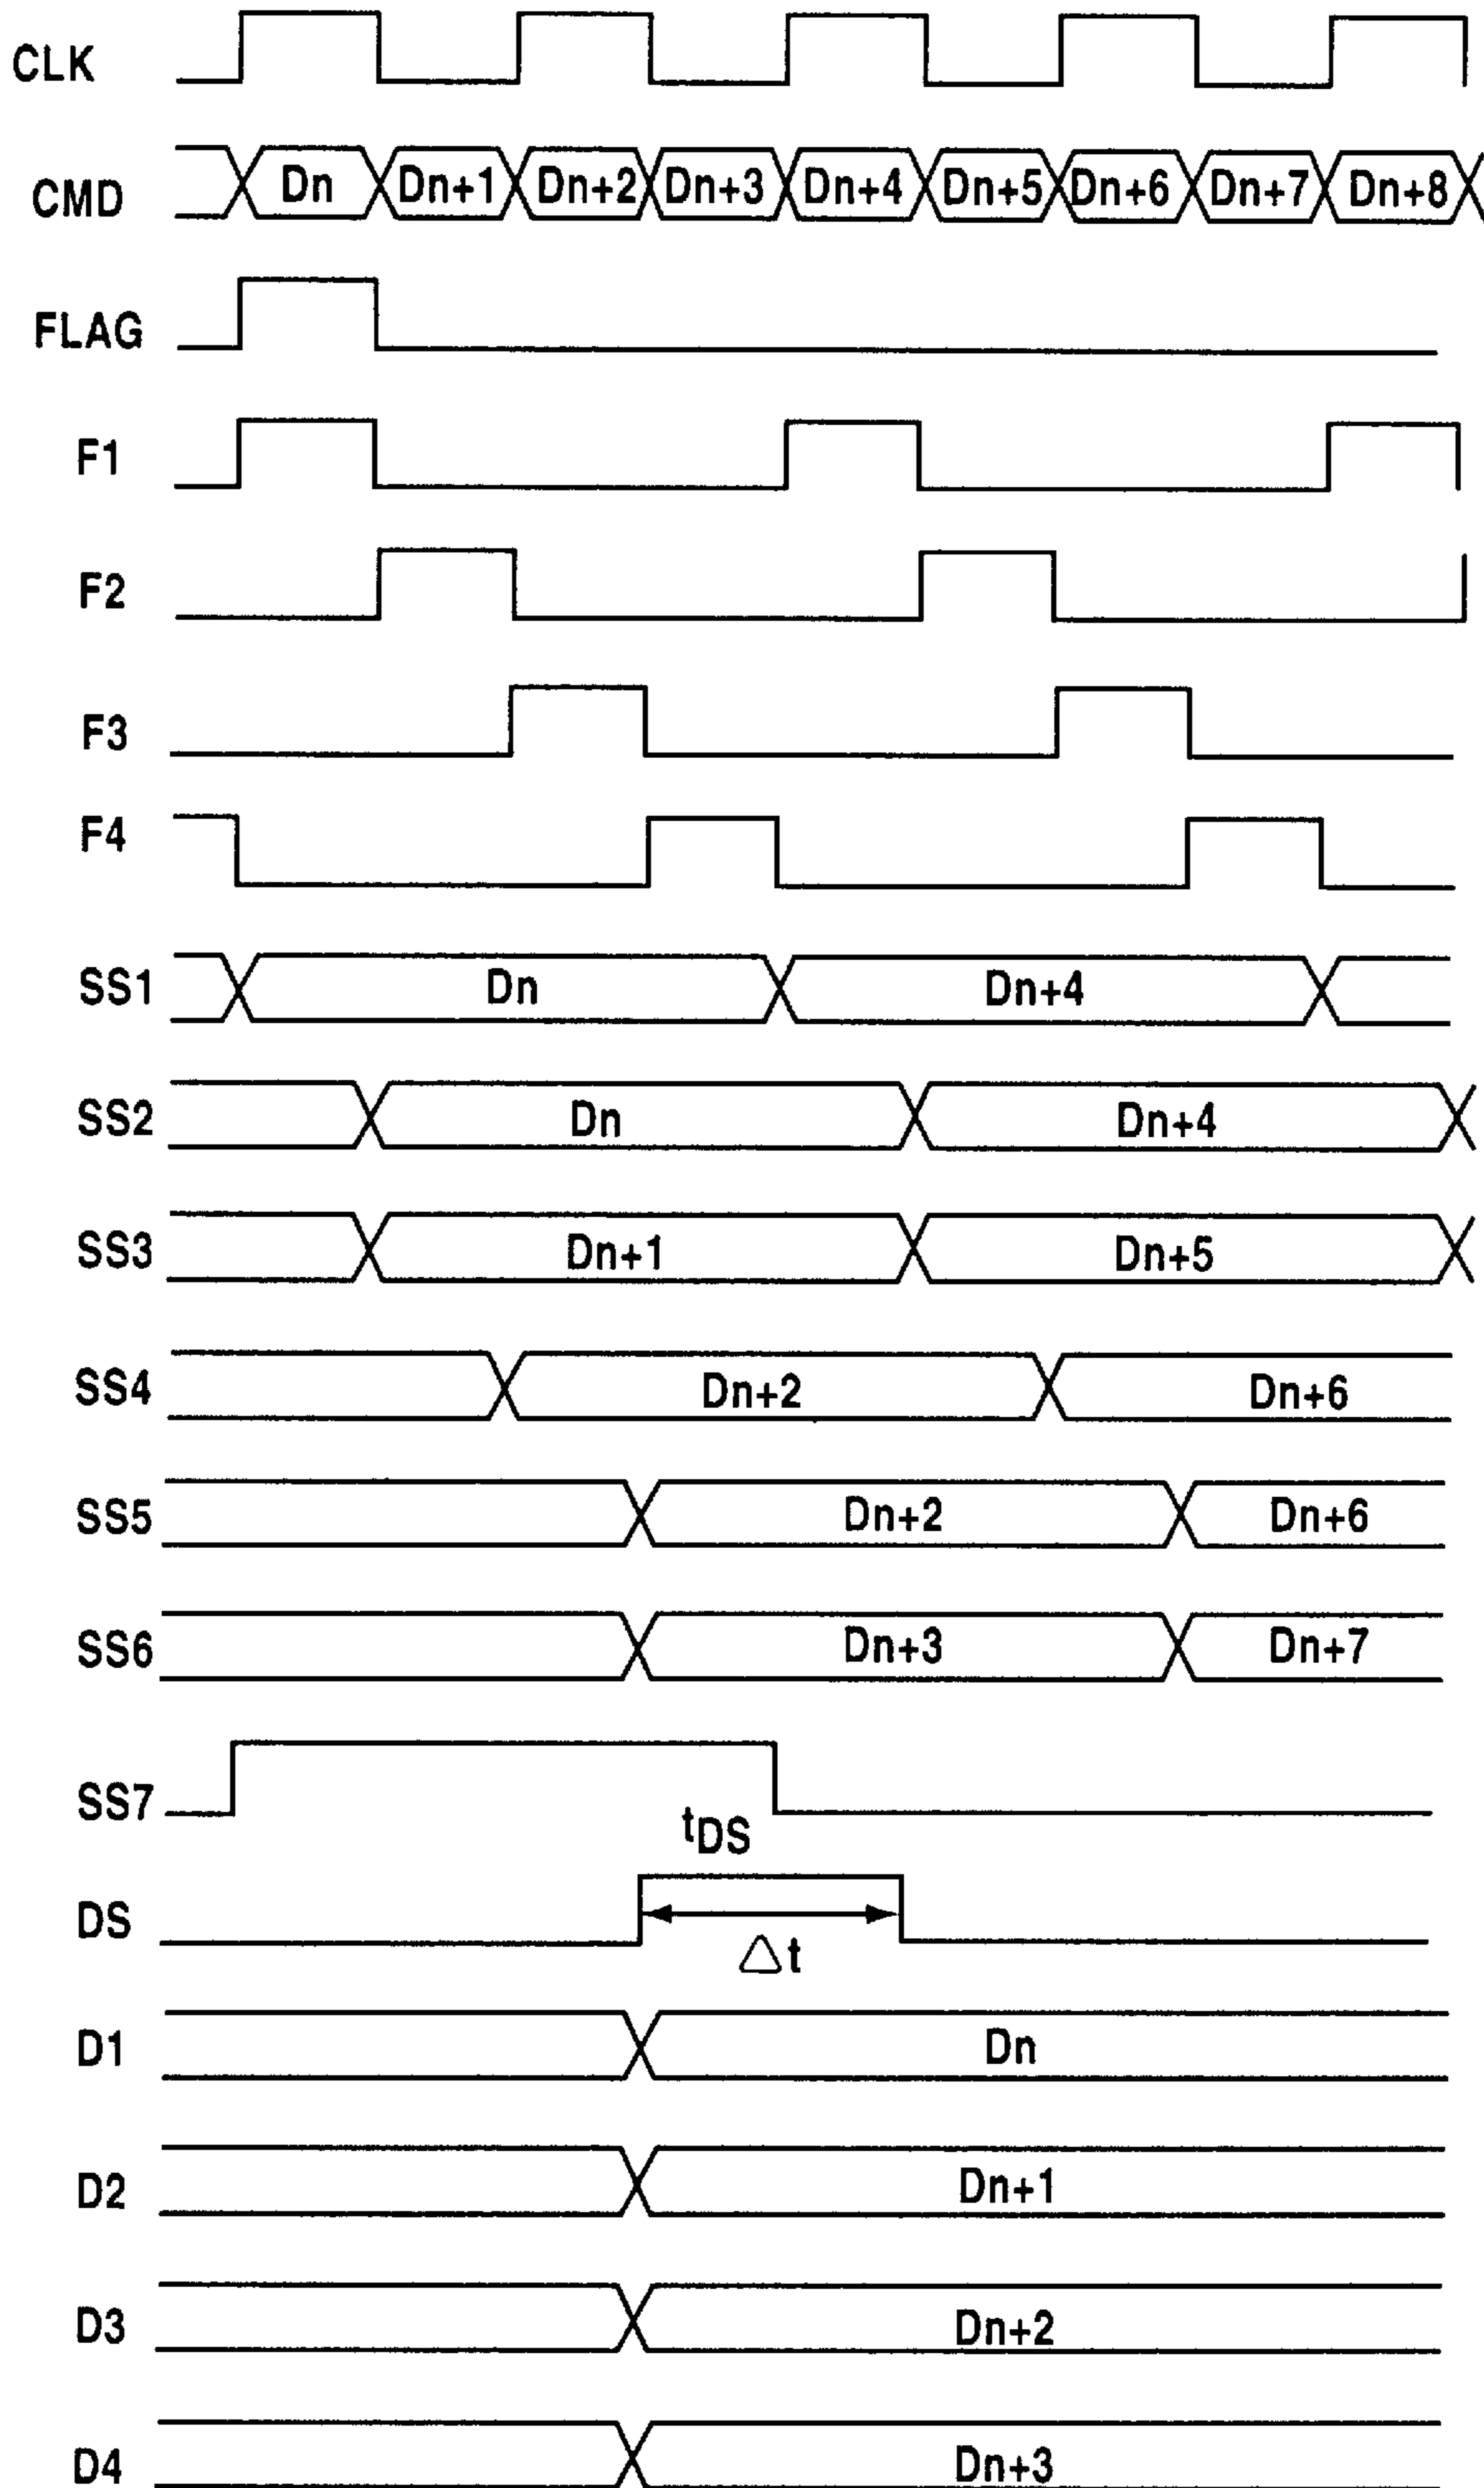 CLK
CMD Dn Dn+1 Dn+2 Dn+3 Dn+4 Dn+5 Dn+6 Dn+7 Dn+8
FLAG
F1
F2
F3
F4
SS1 Dn Dn+4
SS2 Dn Dn+4
SS3 Dn+1 Dn+5
SS4 Dn+2 Dn+6
SS5 Dn+2 Dn+6
SS6 Dn+3 Dn+7
SS7
tDS
DS
△t
D1 Dn
D2 Dn+1
D3 Dn+2
D4 Dn+3